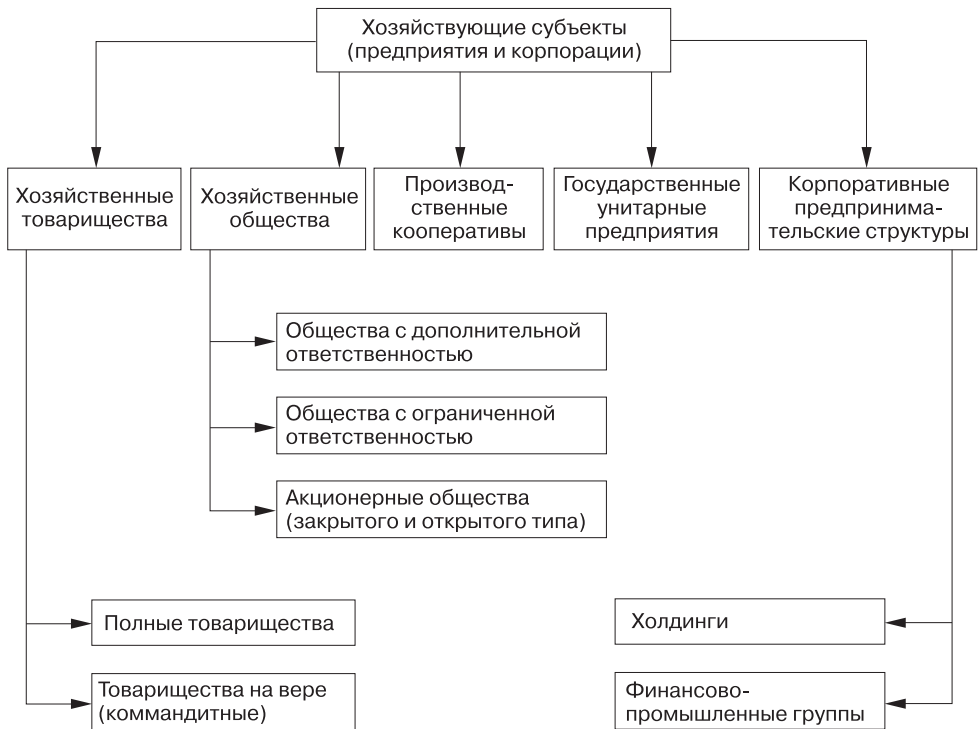 Хозяйствующие субъекты
(предприятия и корпорации)
Хозяйственные
товарищества
Хозяйственные
общества
Производ-
ственные
кооперативы
Государственные
унитарные
предприятия
Корпоративные
предпринима-
тельские структуры
Общества с дополнительной
ответственностью
Общества с ограниченной
ответственностью
Акционерные общества
(закрытого и открытого типа)
Полные товарищества
Товарищества на вере
(коммандитные)
Холдинги
Финансово-
промышленные группы